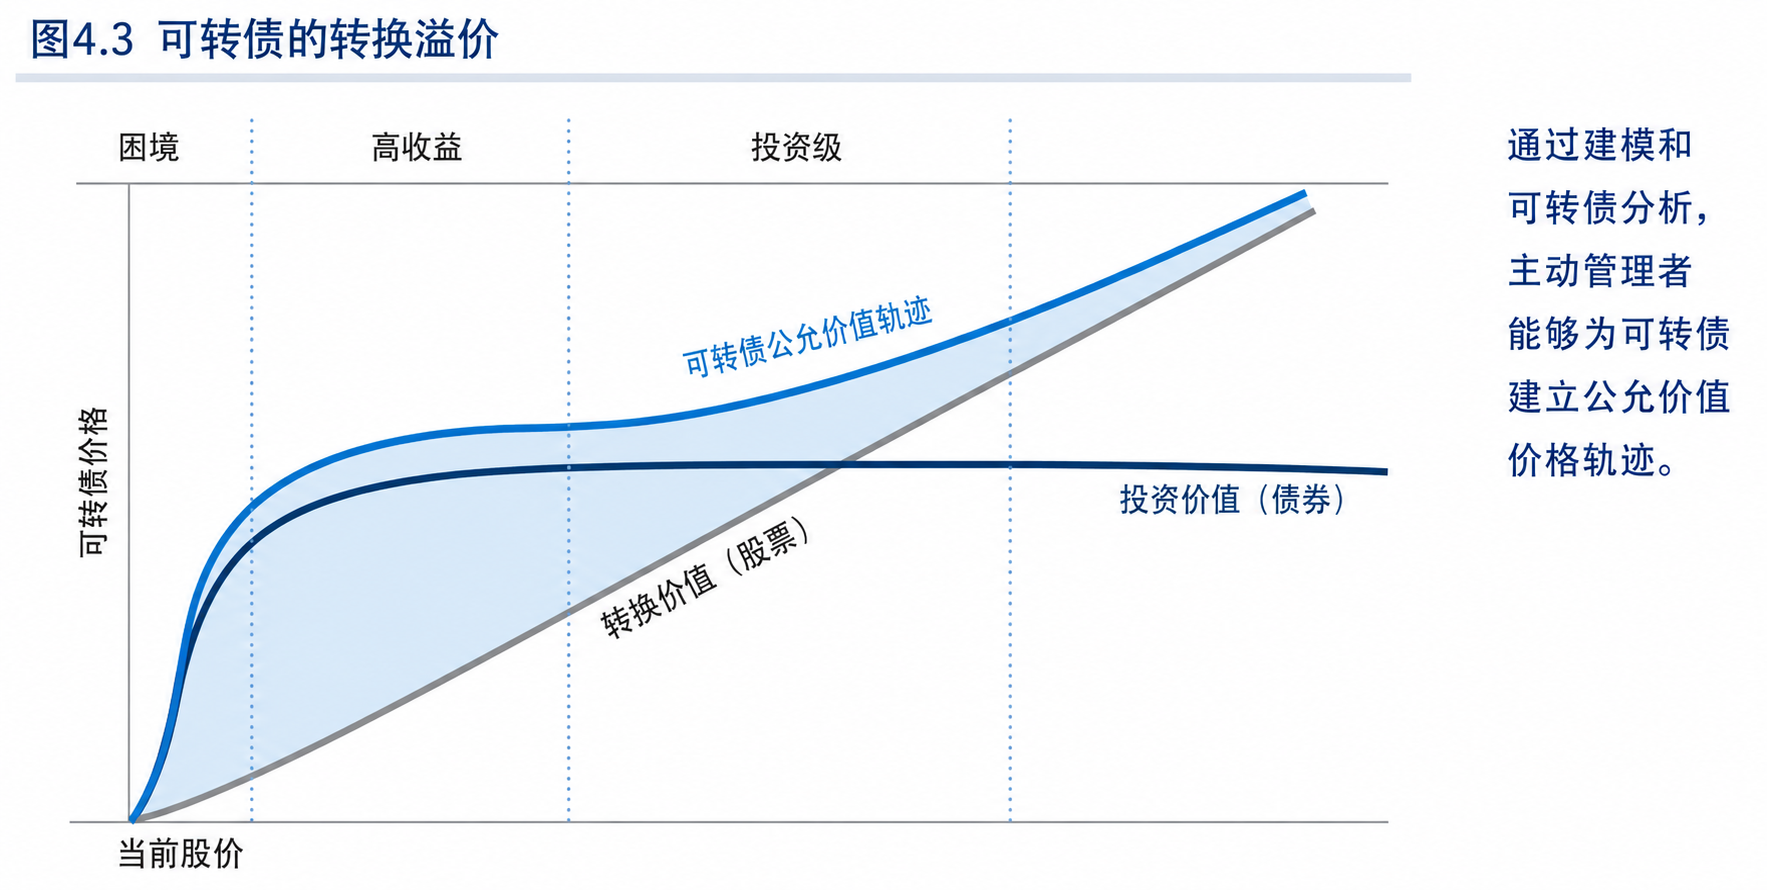 图4.3 可转债的转换溢价
困境
高收益
投资级
可转债公允价值轨迹
可转债价格
投资价值（债券）
转换价值（股票）
当前股价
通过建模和
可转债分析，
主动管理者
能够为可转债
建立公允价值
价格轨迹。